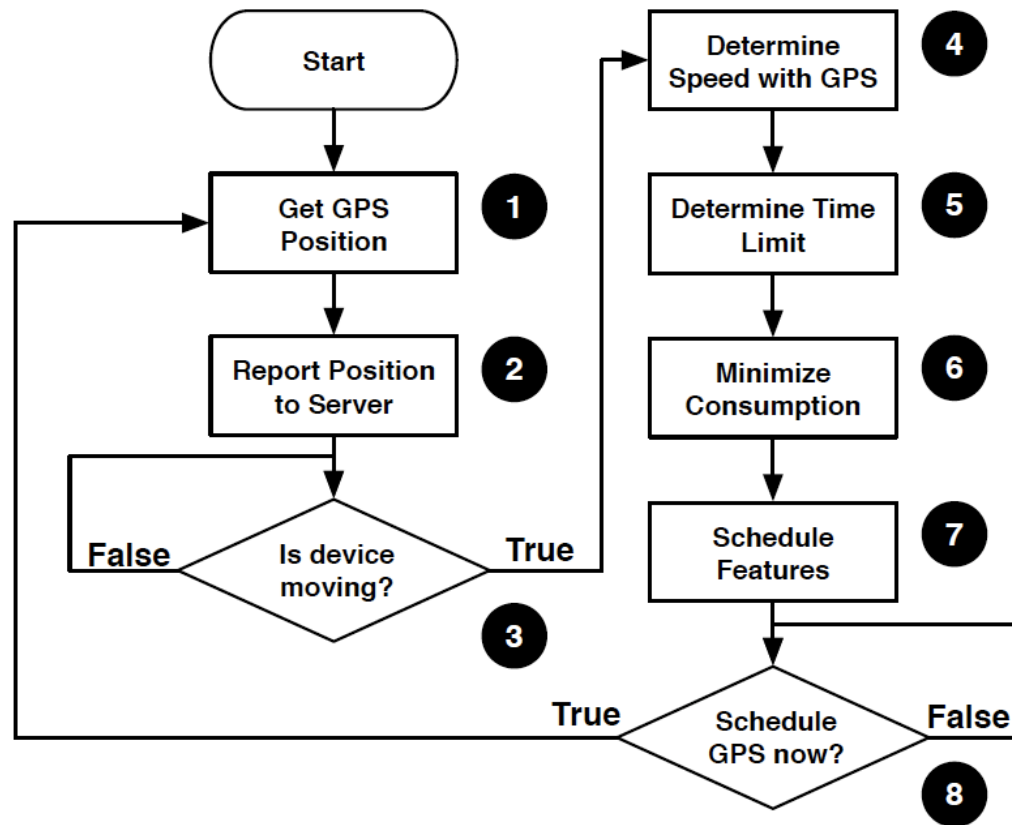 Start
Get GPS
Position
1
Report Position
to Server
2
False
Is device
moving?
True
3
Determine
Speed with GPS
4
Determine Time
Limit
5
Minimize
Consumption
6
Schedule
Features
7
True
Schedule
GPS now?
False
8